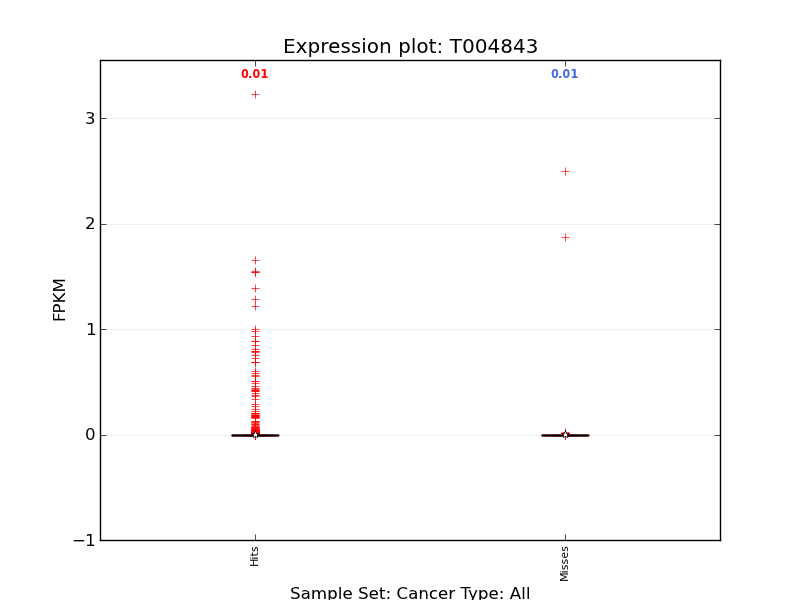 Expression plot: T004843
0.01 0.01
3
2
1
0
−1
FPKM
Hits Misses
Sample Set: Cancer Type: All